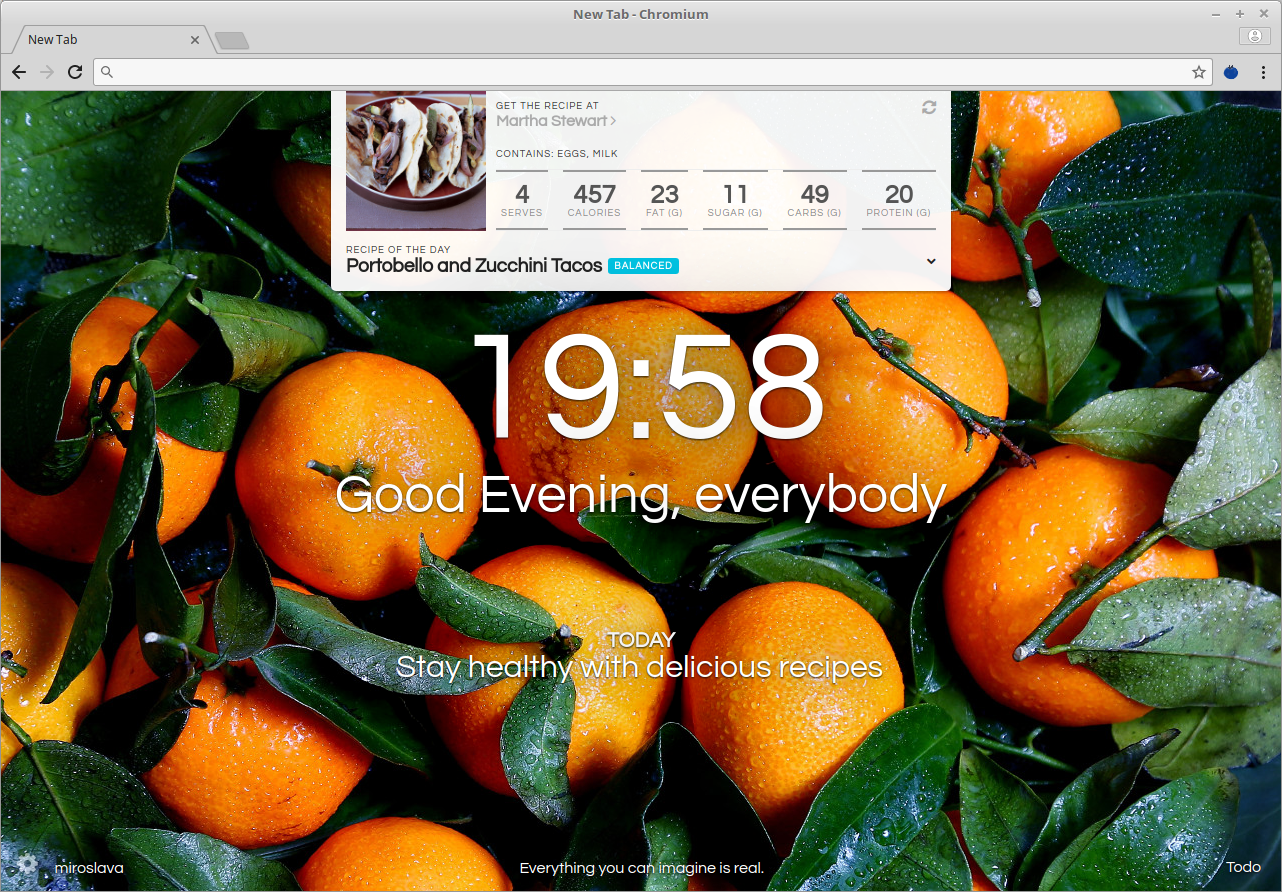 New Tab - Chromium
New Tab
GET THE RECIPE AT
Martha Stewart
CONTAINS: EGGS, MILK
4 457 23 11 49 20
SERVES CALORIES FAT (G) SUGAR (G) CARBS (G) PROTEIN (G)
RECIPE OF THE DAY
Portobello and Zucchini Tacos BALANCED
19:58
Good Evening, everybody
TODAY
Stay healthy with delicious recipes
miroslava Everything you can imagine is real. Todo